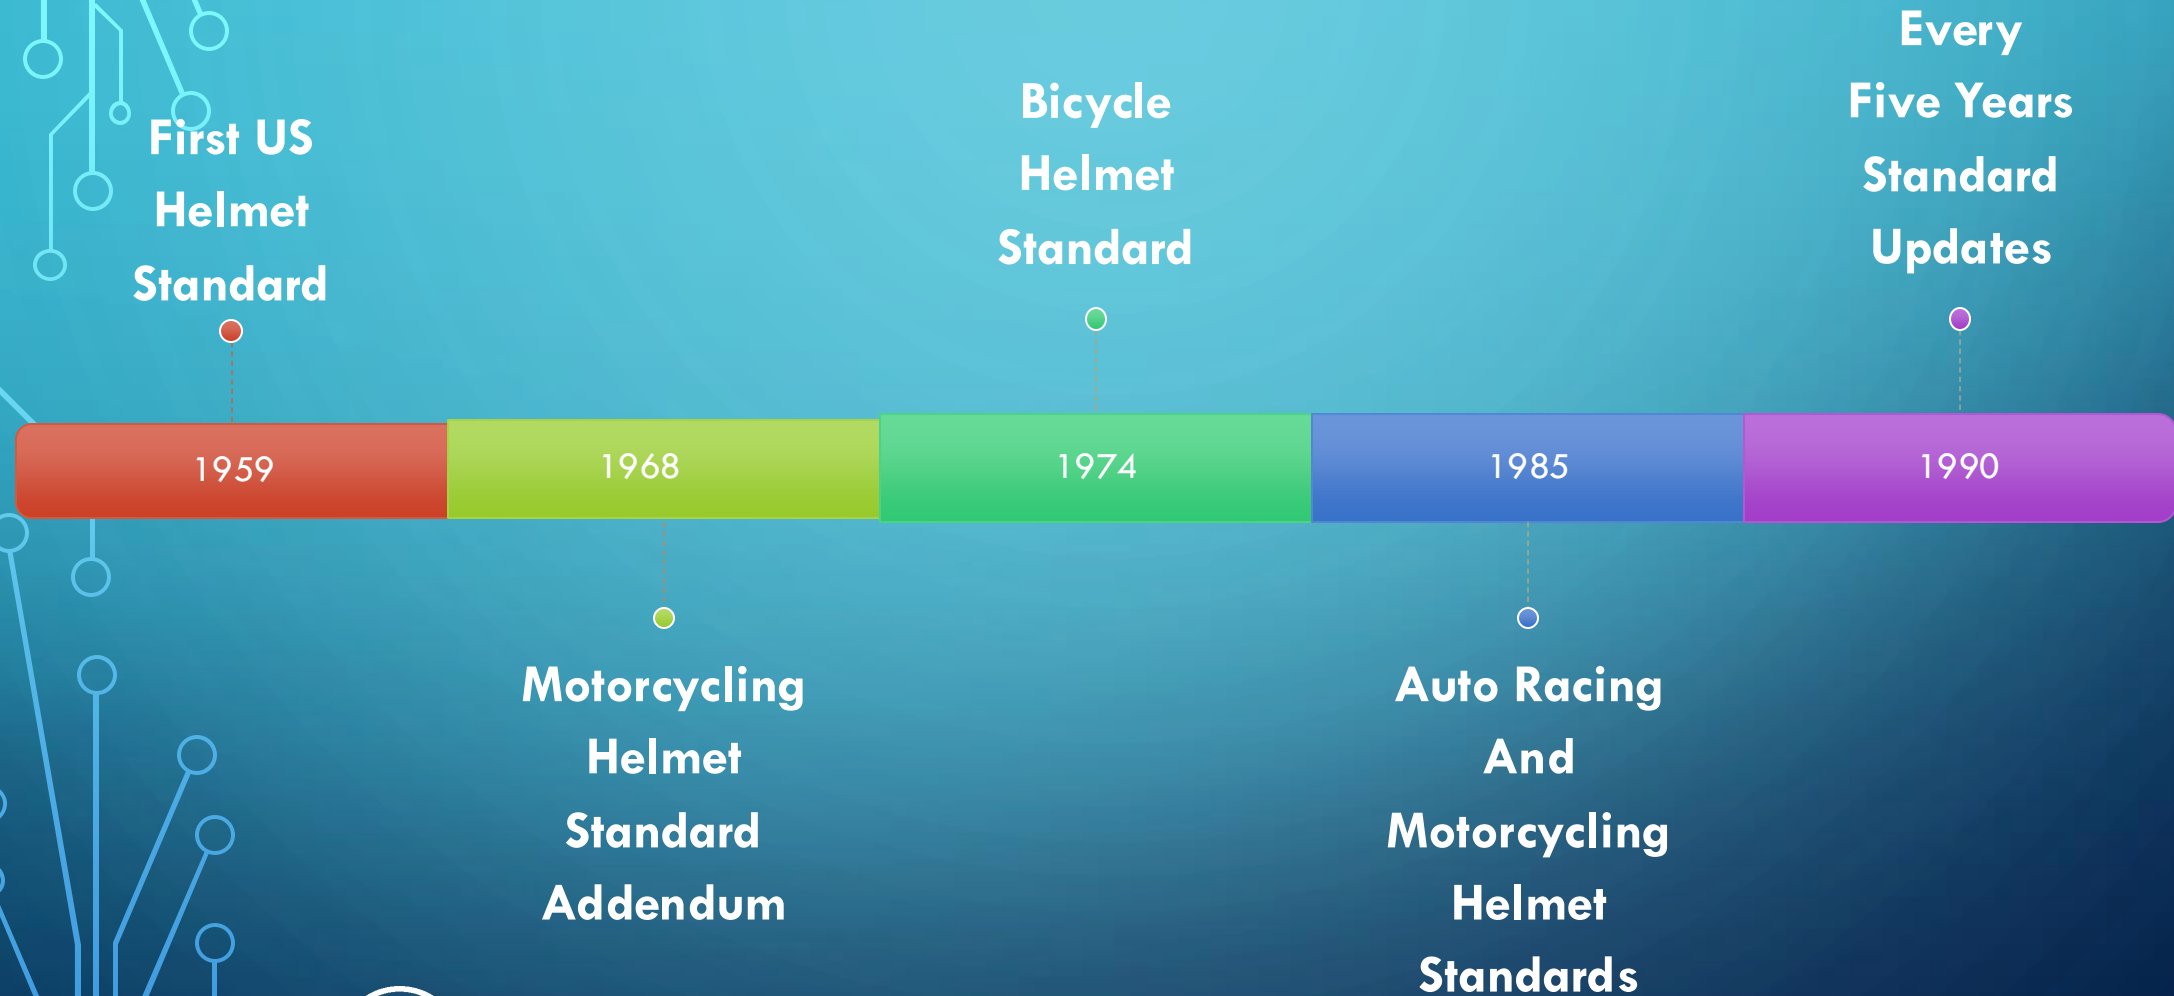 First US
Helmet
Standard
1959
1968
Motorcycling
Helmet
Standard
Addendum
Bicycle
Helmet
Standard
1974
1985
Auto Racing
And
Motorcycling
Helmet
Standards
Every
Five Years
Standard
Updates
1990